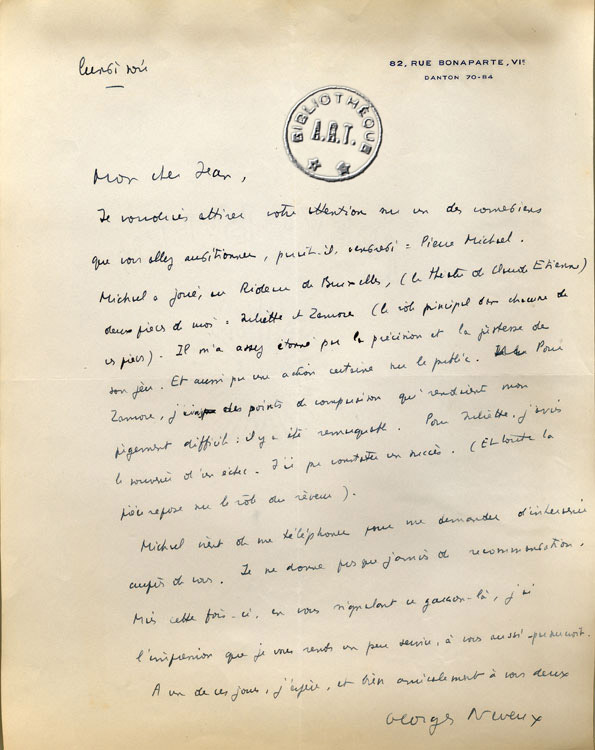 lundi soir
82, RUE BONAPARTE, VIe
DANTON 70-84
BIBLIOTHÈQUE
A.R.T.
Mon cher Jean,
Je voudrais attirer votre attention sur un des comédiens
que vous allez auditionner, paraît-il, vendredi : Pierre Michael.
Michael a joué, au Rideau de Bruxelles, (le théâtre de Claude Etienne)
deux pièces de moi : Juliette et Zamore (le rôle principal dans chacune de
ces pièces). Il m'a assez étonné par la précision et la justesse de
son jeu. Et aussi par une action certaine sur le public. Pour
Zamore, j'avais des points de comparaison qui rendaient mon
jugement difficile : il y a été remarquable. Pour Juliette, j'avais
le souvenir d'un échec. J'ai pu constater un succès. (Et toute la
pièce repose sur le rôle du rêveur).
Michael vient de me téléphoner pour me demander d'intervenir
auprès de vous. Je ne donne presque jamais de recommandation.
Mais cette fois-ci, en vous signalant ce garçon-là, j'ai
l'impression que je vous rends un peu service, à vous aussi
A un de ces jours, j'espère, et bien amicalement à vous deux
Georges Neveux